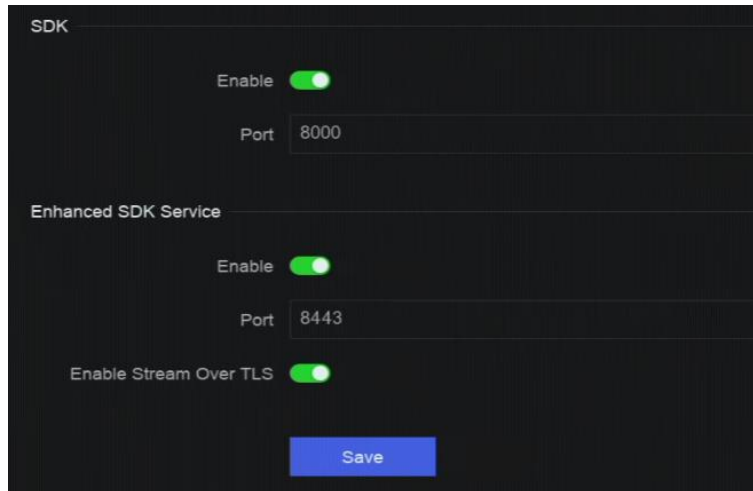 SDK
Enable
Port 8000
Enhanced SDK Service
Enable
Port 8443
Enable Stream Over TLS
Save